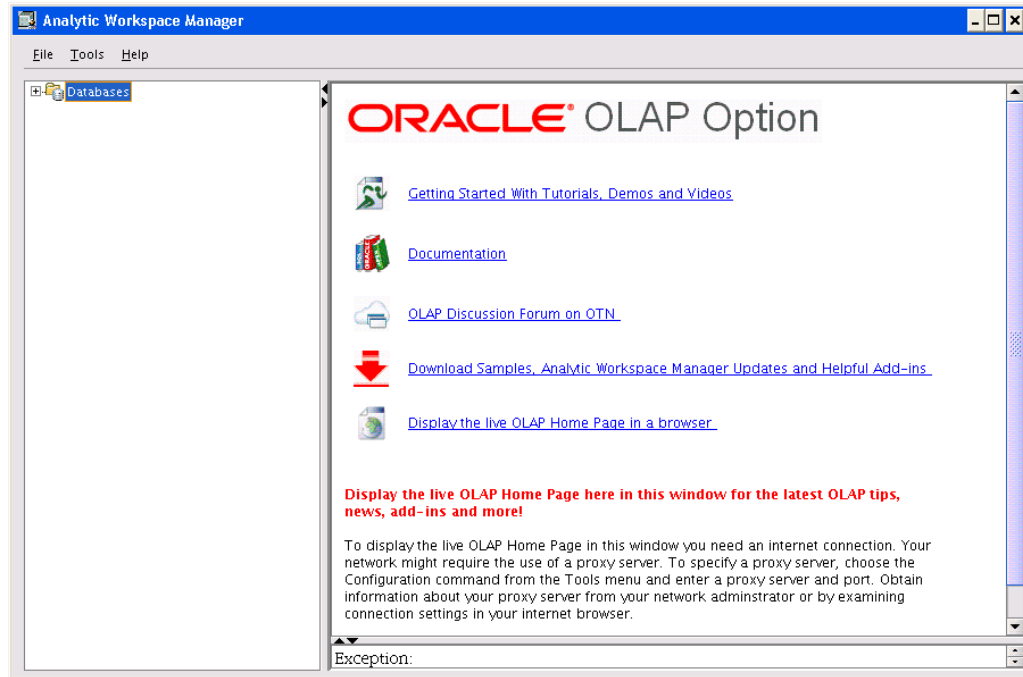 Analytic Workspace Manager
File Tools Help
Databases
ORACLE® OLAP Option
Getting Started With Tutorials, Demos and Videos
Documentation
OLAP Discussion Forum on OTN
Download Samples, Analytic Workspace Manager Updates and Helpful Add-ins
Display the live OLAP Home Page in a browser
Display the live OLAP Home Page here in this window for the latest OLAP tips,
news, add-ins and more!
To display the live OLAP Home Page in this window you need an internet connection. Your
network might require the use of a proxy server. To specify a proxy server, choose the
Configuration command from the Tools menu and enter a proxy server and port. Obtain
information about your proxy server from your network adminstrator or by examining
connection settings in your internet browser.
Exception: